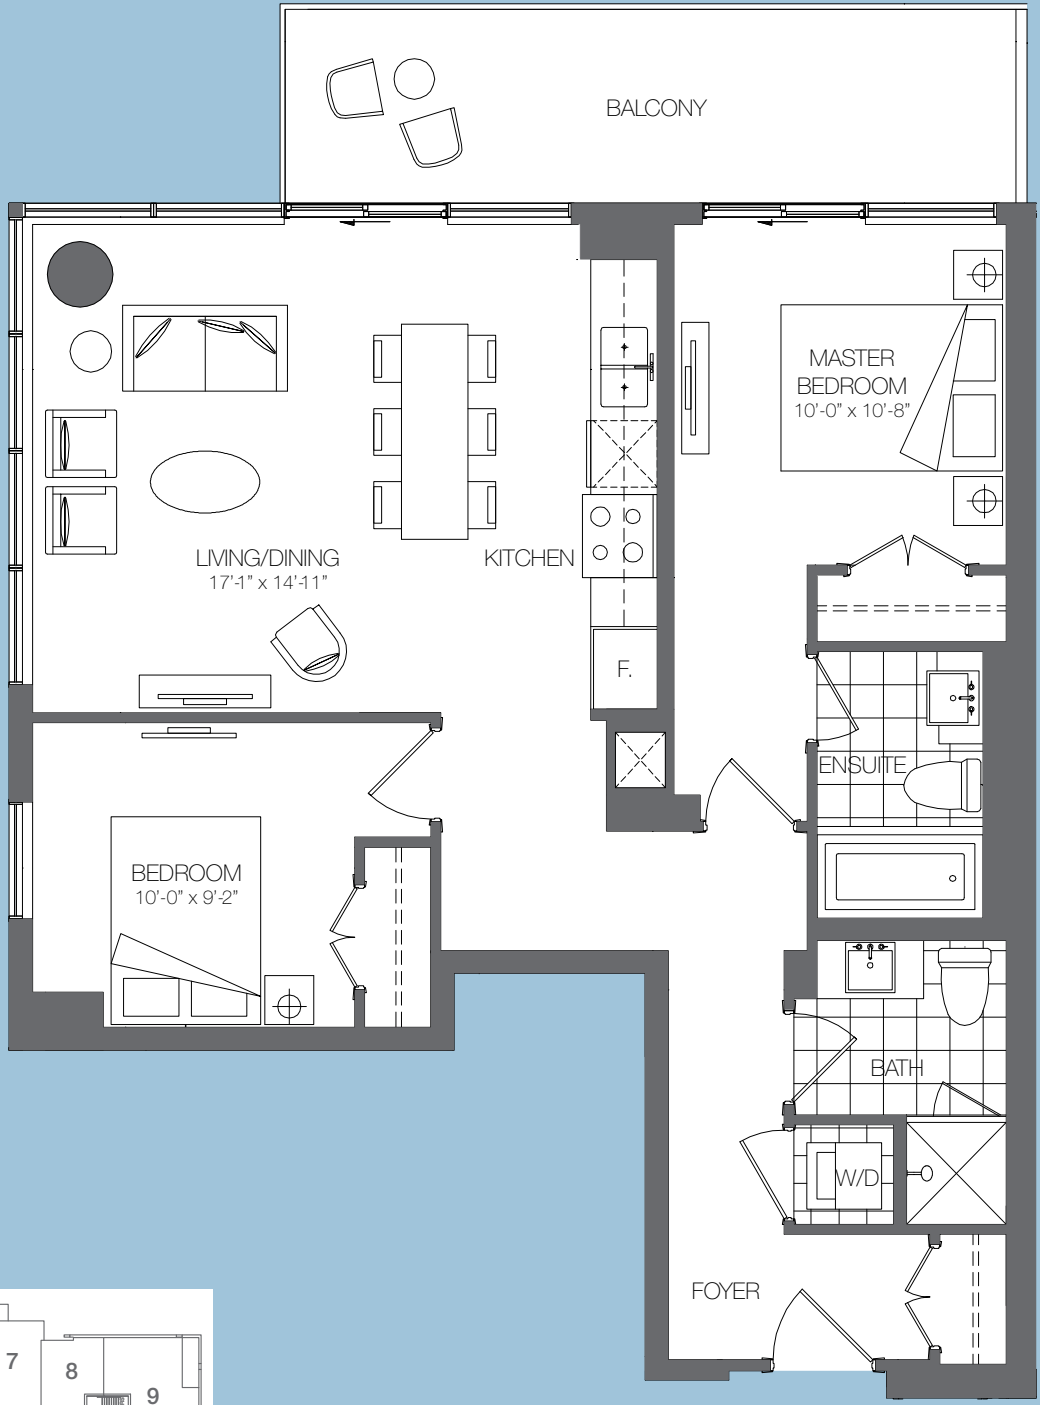 BALCONY
MASTER
BEDROOM
10'-0" x 10'-8"
LIVING/DINING
17'-1" x 14'-11"
KITCHEN
F.
ENSUITE
BEDROOM
10'-0" x 9'-2"
BATH
W/D
FOYER
7
8
9